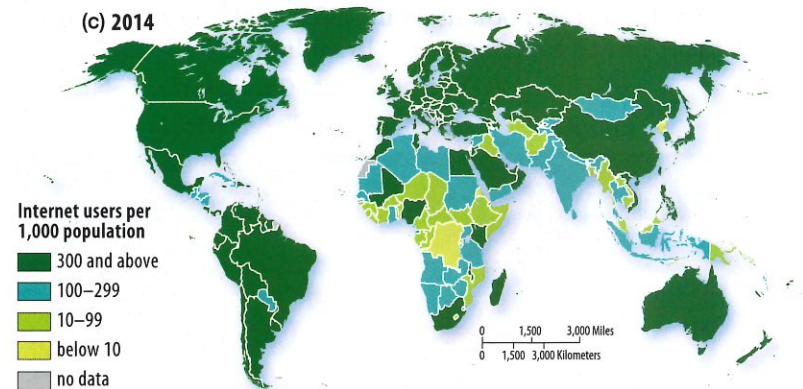 (c) 2014
Internet users per
1,000 population
300 and above
100–299
10–99
below 10
no data
0 1,500 3,000 Miles
0 1,500 3,000 Kilometers